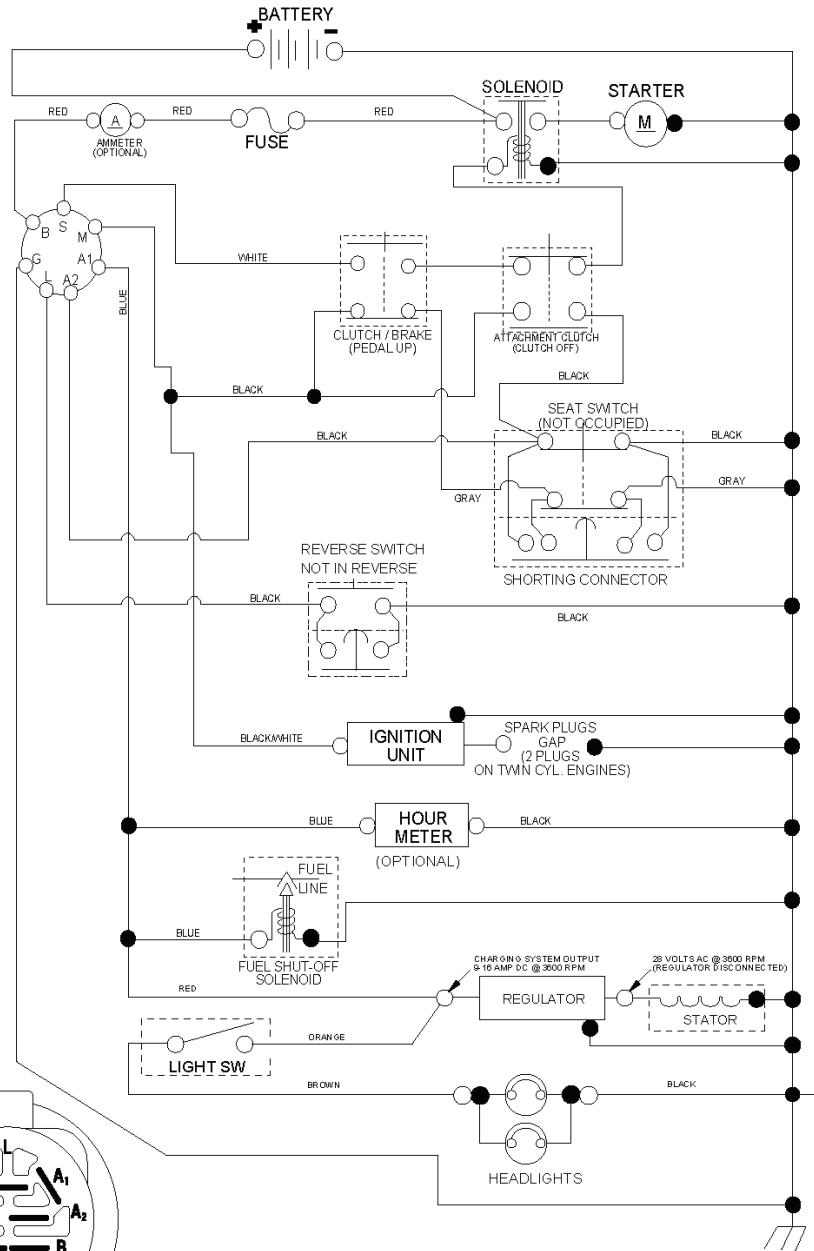 BATTERY
+ -
SOLENOID
STARTER
RED
RED
RED
A
AMMETER
(OPTIONAL)
FUSE
M
B
S
M
G
A1
L
A2
BLUE
WHITE
CLUTCH / BRAKE
(PEDAL UP)
ATTACHMENT CLUTCH
(CLUTCH OFF)
BLACK
BLACK
SEAT SWITCH
(NOT OCCUPIED)
BLACK
BLACK
GRAY
GRAY
SHORTING CONNECTOR
REVERSE SWITCH
NOT IN REVERSE
BLACK
BLACK
BLACK/WHITE
IGNITION
UNIT
SPARK PLUGS
GAP
(2 PLUGS
ON TWIN CYL. ENGINES)
BLUE
HOUR
METER
BLACK
(OPTIONAL)
FUEL
LINE
BLUE
FUEL SHUT-OFF
SOLENOID
CHARGING SYSTEM OUTPUT
9-16 AMP DC @ 3600 RPM
28 VOLTS AC @ 3600 RPM
(REGULATOR DISCONNECTED)
RED
REGULATOR
STATOR
ORANGE
LIGHT SW
BROWN
BLACK
HEADLIGHTS
L
A1
A2
B